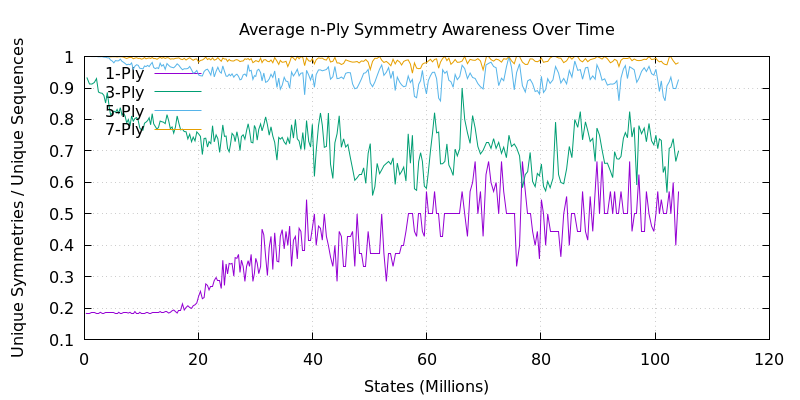 Average n-Ply Symmetry Awareness Over Time
Unique Symmetries / Unique Sequences
1
0.9
0.8
0.7
0.6
0.5
0.4
0.3
0.2
0.1
1-Ply
3-Ply
5-Ply
7-Ply
0 20 40 60 80 100 120
States (Millions)